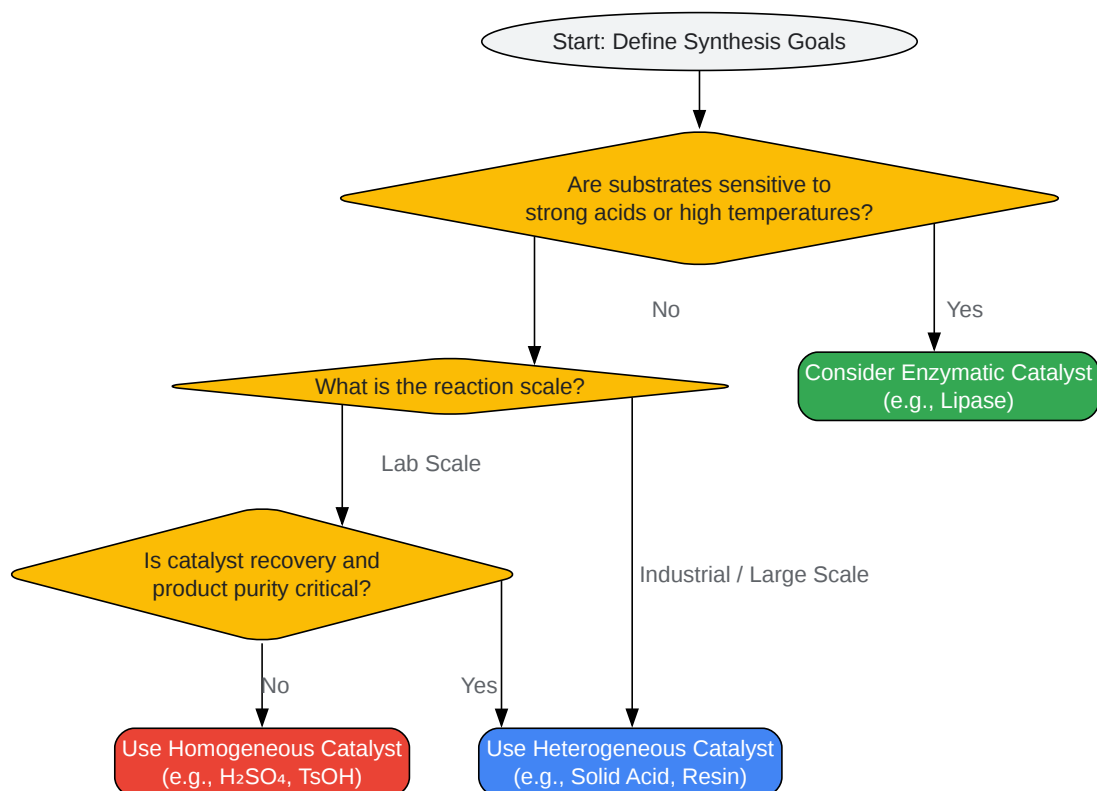 Start: Define Synthesis Goals
Are substrates sensitive to
strong acids or high temperatures?
No
Yes
What is the reaction scale?
Consider Enzymatic Catalyst
(e.g., Lipase)
Lab Scale
Is catalyst recovery and
product purity critical?
Industrial / Large Scale
No
Yes
Use Homogeneous Catalyst
(e.g., H₂SO₄, TsOH)
Use Heterogeneous Catalyst
(e.g., Solid Acid, Resin)